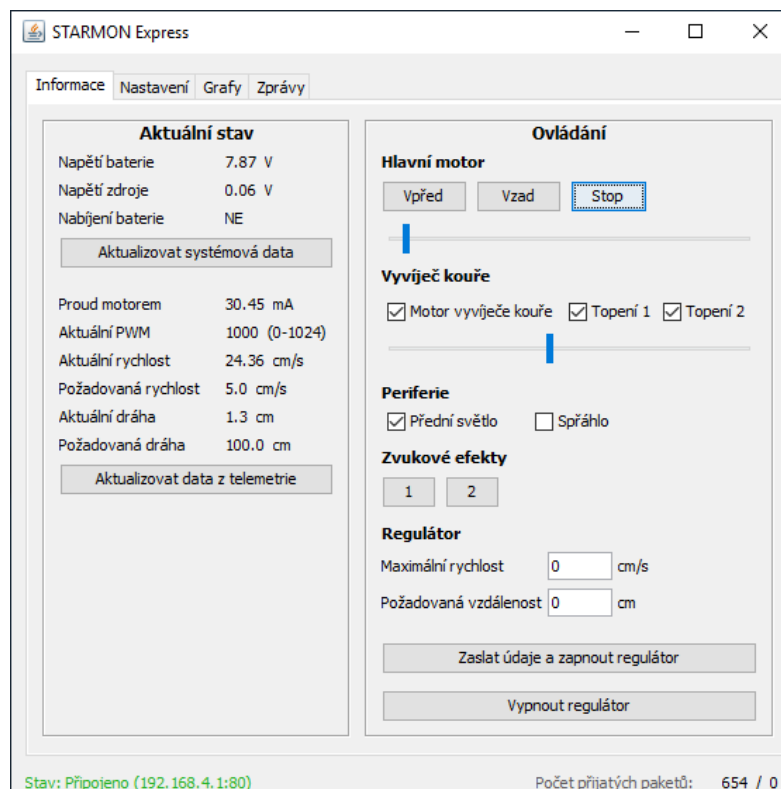 STARMON Express
Informace Nastavení Grafy Zprávy
Aktuální stav
Napětí baterie 7.87 V
Napětí zdroje 0.06 V
Nabíjení baterie NE
Aktualizovat systémová data
Proud motorem 30.45 mA
Aktuální PWM 1000 (0-1024)
Aktuální rychlost 24.36 cm/s
Požadovaná rychlost 5.0 cm/s
Aktuální dráha 1.3 cm
Požadovaná dráha 100.0 cm
Aktualizovat data z telemetrie
Ovládání
Hlavní motor
Vpřed Vzad Stop
Vyvíječ kouře
Motor vyvíječe kouře Topení 1 Topení 2
Periferie
Přední světlo Spřáhlo
Zvukové efekty
1 2
Regulátor
Maximální rychlost 0 cm/s
Požadovaná vzdálenost 0 cm
Zaslat údaje a zapnout regulátor
Vypnout regulátor
Stav: Připojeno (192.168.4.1:80) Počet přijatých paketů: 654 / 0